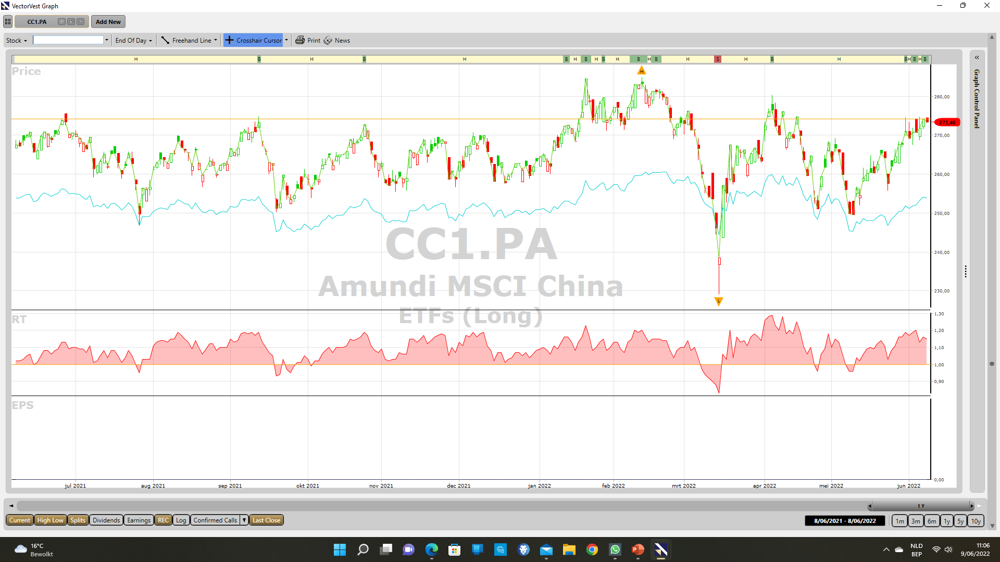 VectorVest Graph
CC1.PA
Add New
Stock
End Of Day
Freehand Line
Crosshair Cursor
Print
News
H B H B H B H B H B H B H B H S H B H B H B H B
Graph Control Panel
Price
H
280,00
273,40
270,00
260,00
250,00
240,00
230,00
CC1.PA
Amundi MSCI China
ETFs (Long)
L
RT
1,30
1,20
1,10
1,00
0,90
EPS
0,00
jul 2021 aug 2021 sep 2021 okt 2021 nov 2021 dec 2021 jan 2022 feb 2022 mrt 2022 apr 2022 mei 2022 jun 2022
1 Y
Current High Low Splits Dividends Earnings REC Log Confirmed Calls Last Close
8/06/2021 - 8/06/2022
1m 3m 6m 1y 5y 10y
16°C
Bewolkt
NLD
BEP
11:06
9/06/2022